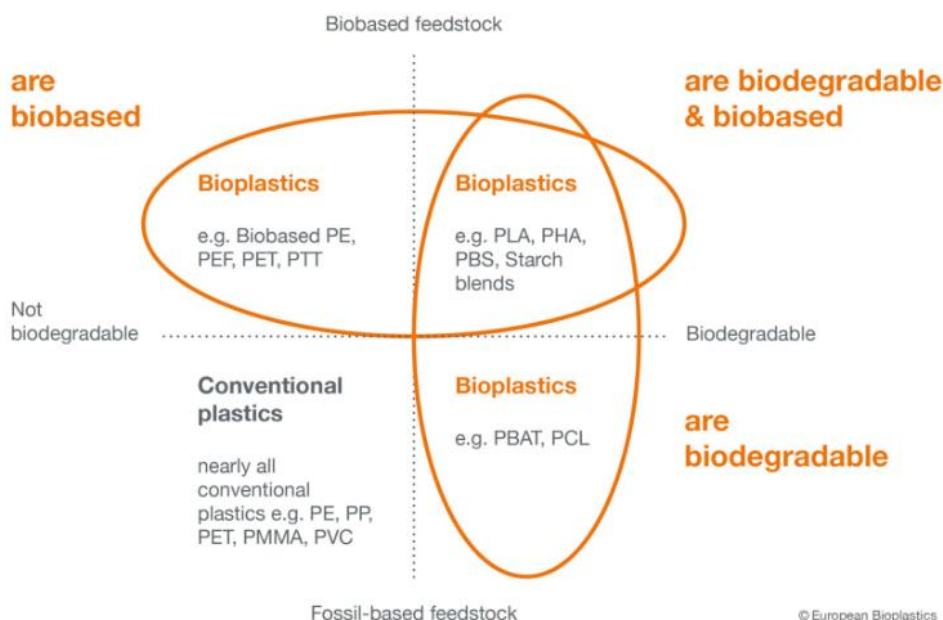 Biobased feedstock
are
biobased
are biodegradable
& biobased
Bioplastics
e.g. Biobased PE,
PEF, PET, PTT
Bioplastics
e.g. PLA, PHA,
PBS, Starch
blends
Not
biodegradable
Biodegradable
Conventional
plastics
nearly all
conventional
plastics e.g. PE, PP,
PET, PMMA, PVC
Bioplastics
e.g. PBAT, PCL
are
biodegradable
Fossil-based feedstock
© European Bioplastics